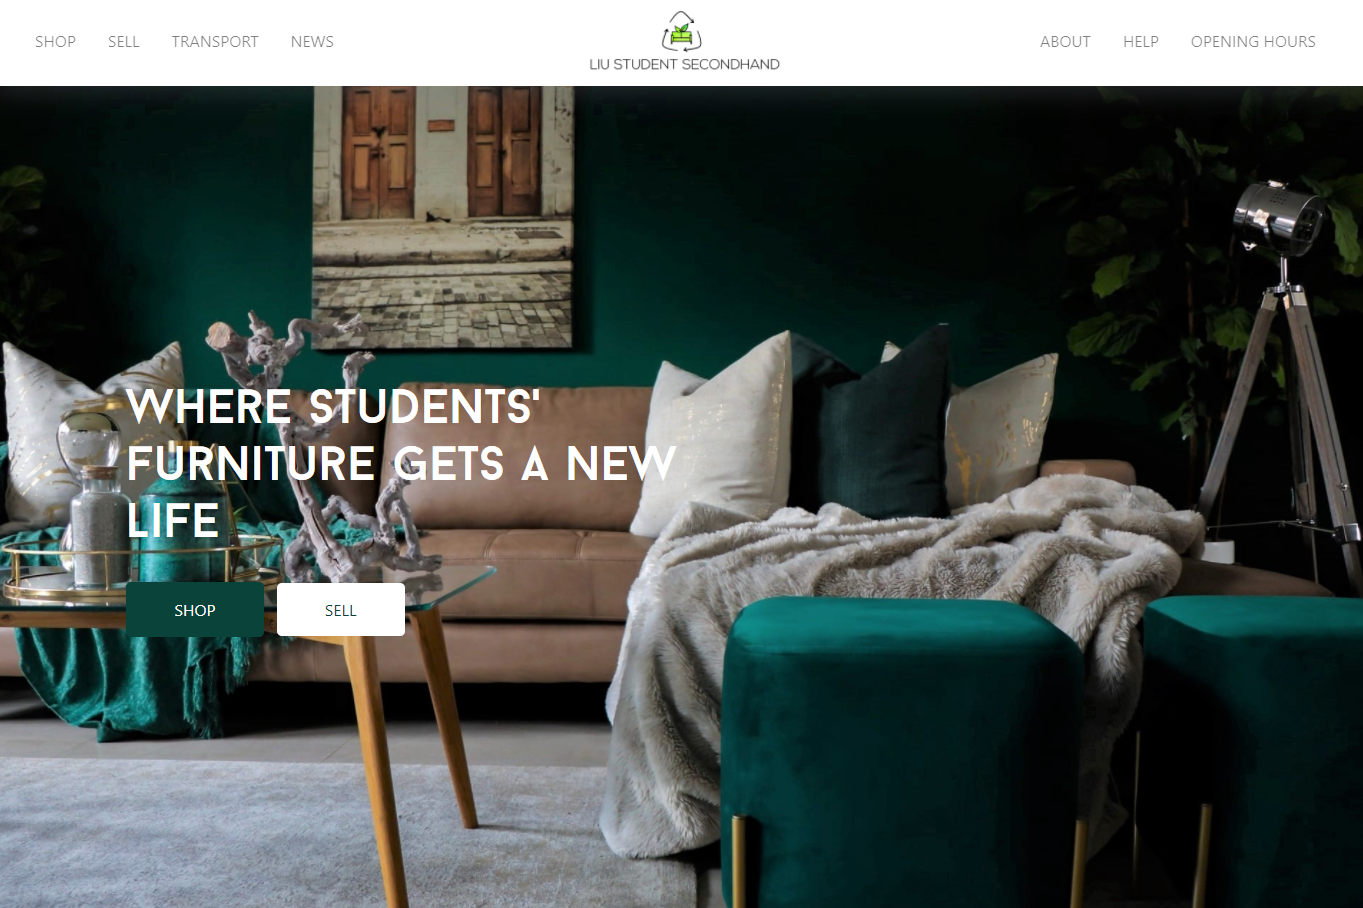 SHOP SELL TRANSPORT NEWS
LIU STUDENT SECONDHAND
ABOUT HELP OPENING HOURS
WHERE STUDENTS'
FURNITURE GETS A NEW
LIFE
SHOP SELL